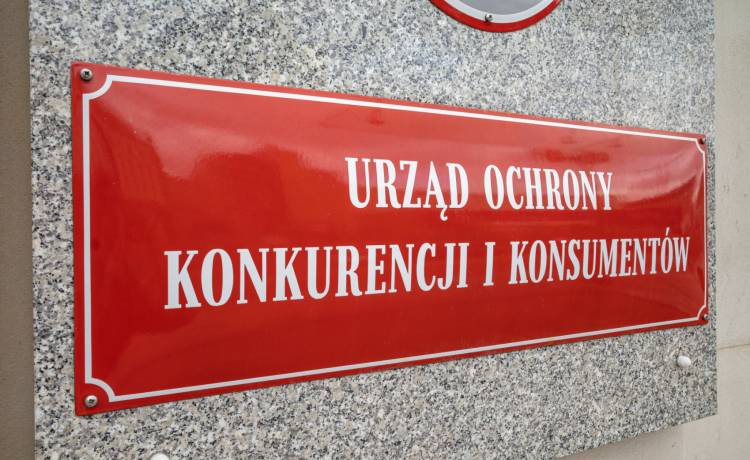 URZĄD OCHRONY
KONKURENCJI I KONSUMENTÓW